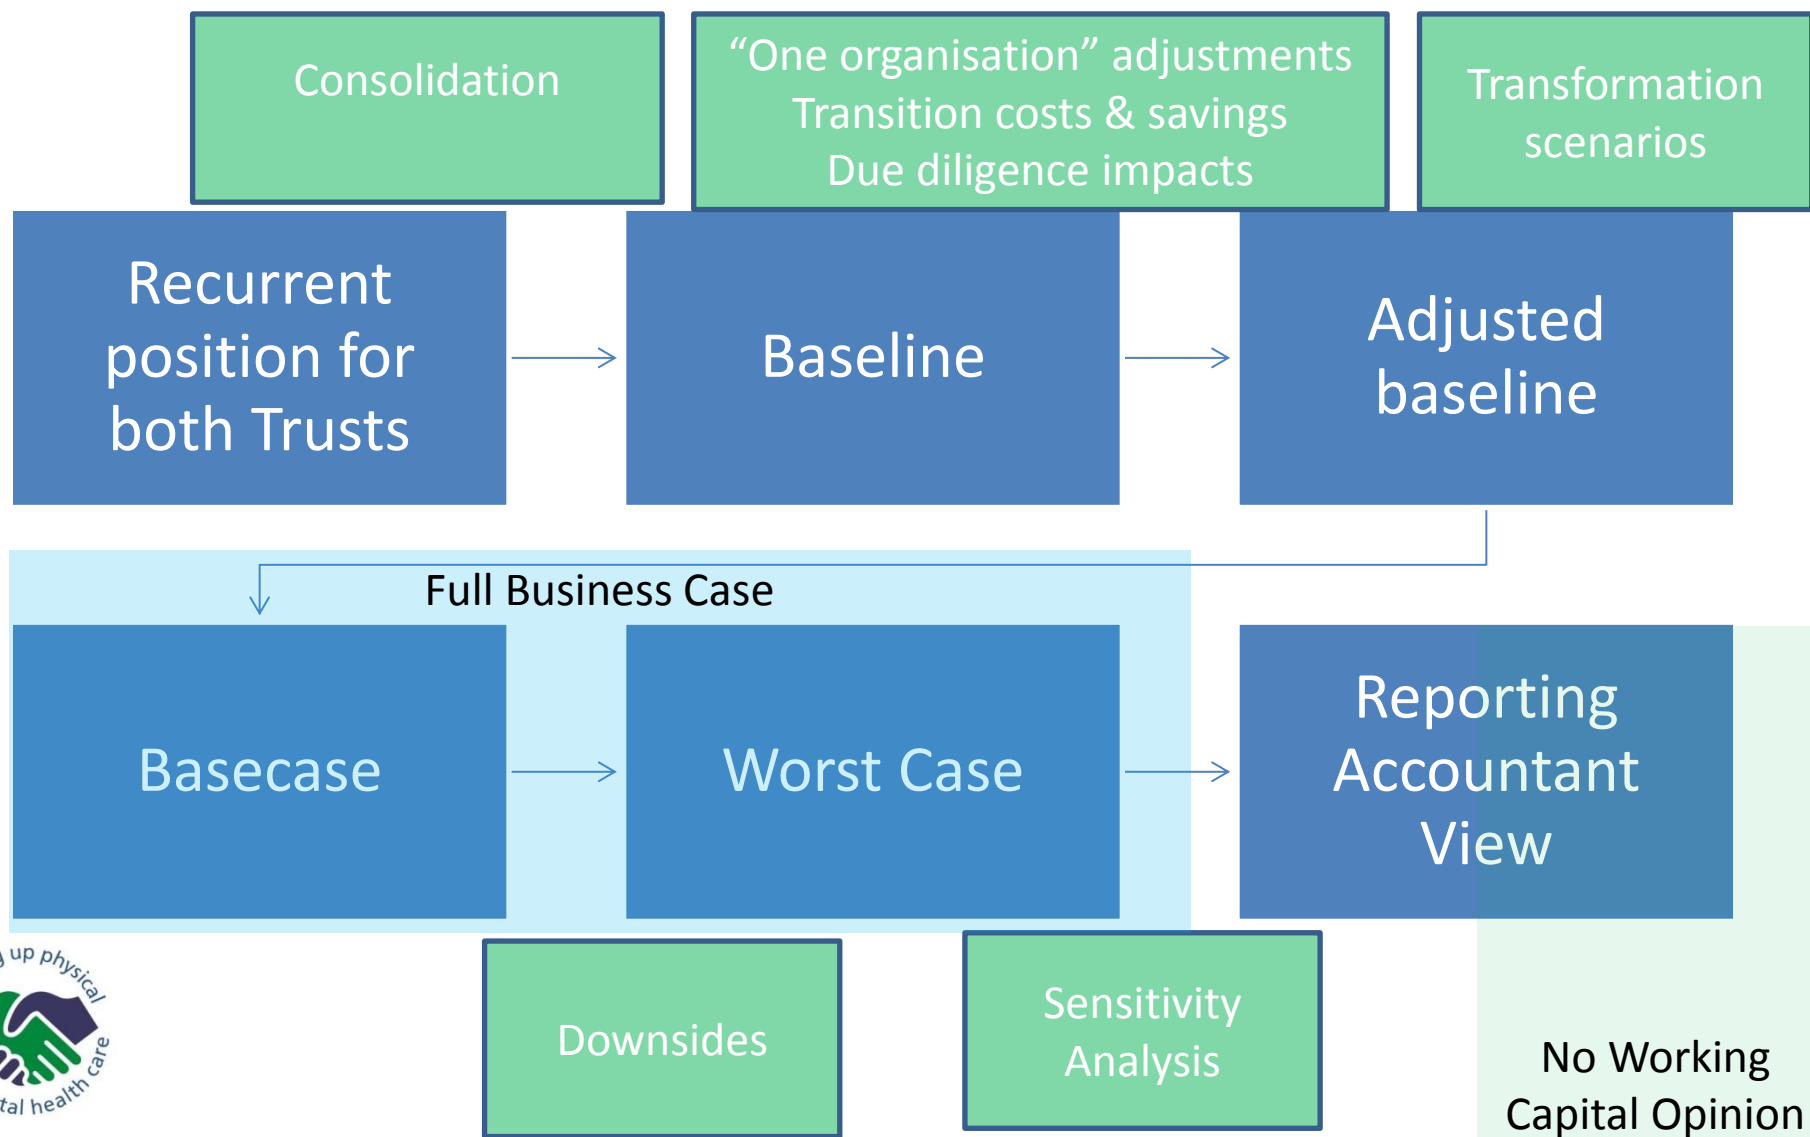 Consolidation
“One organisation” adjustments
Transition costs & savings
Due diligence impacts
Transformation
scenarios
Recurrent
position for
both Trusts
Baseline
Adjusted
baseline
Full Business Case
Basecase
Worst Case
Reporting
Accountant
View
up physical
health care
Downsides
Sensitivity
Analysis
No Working
Capital Opinion